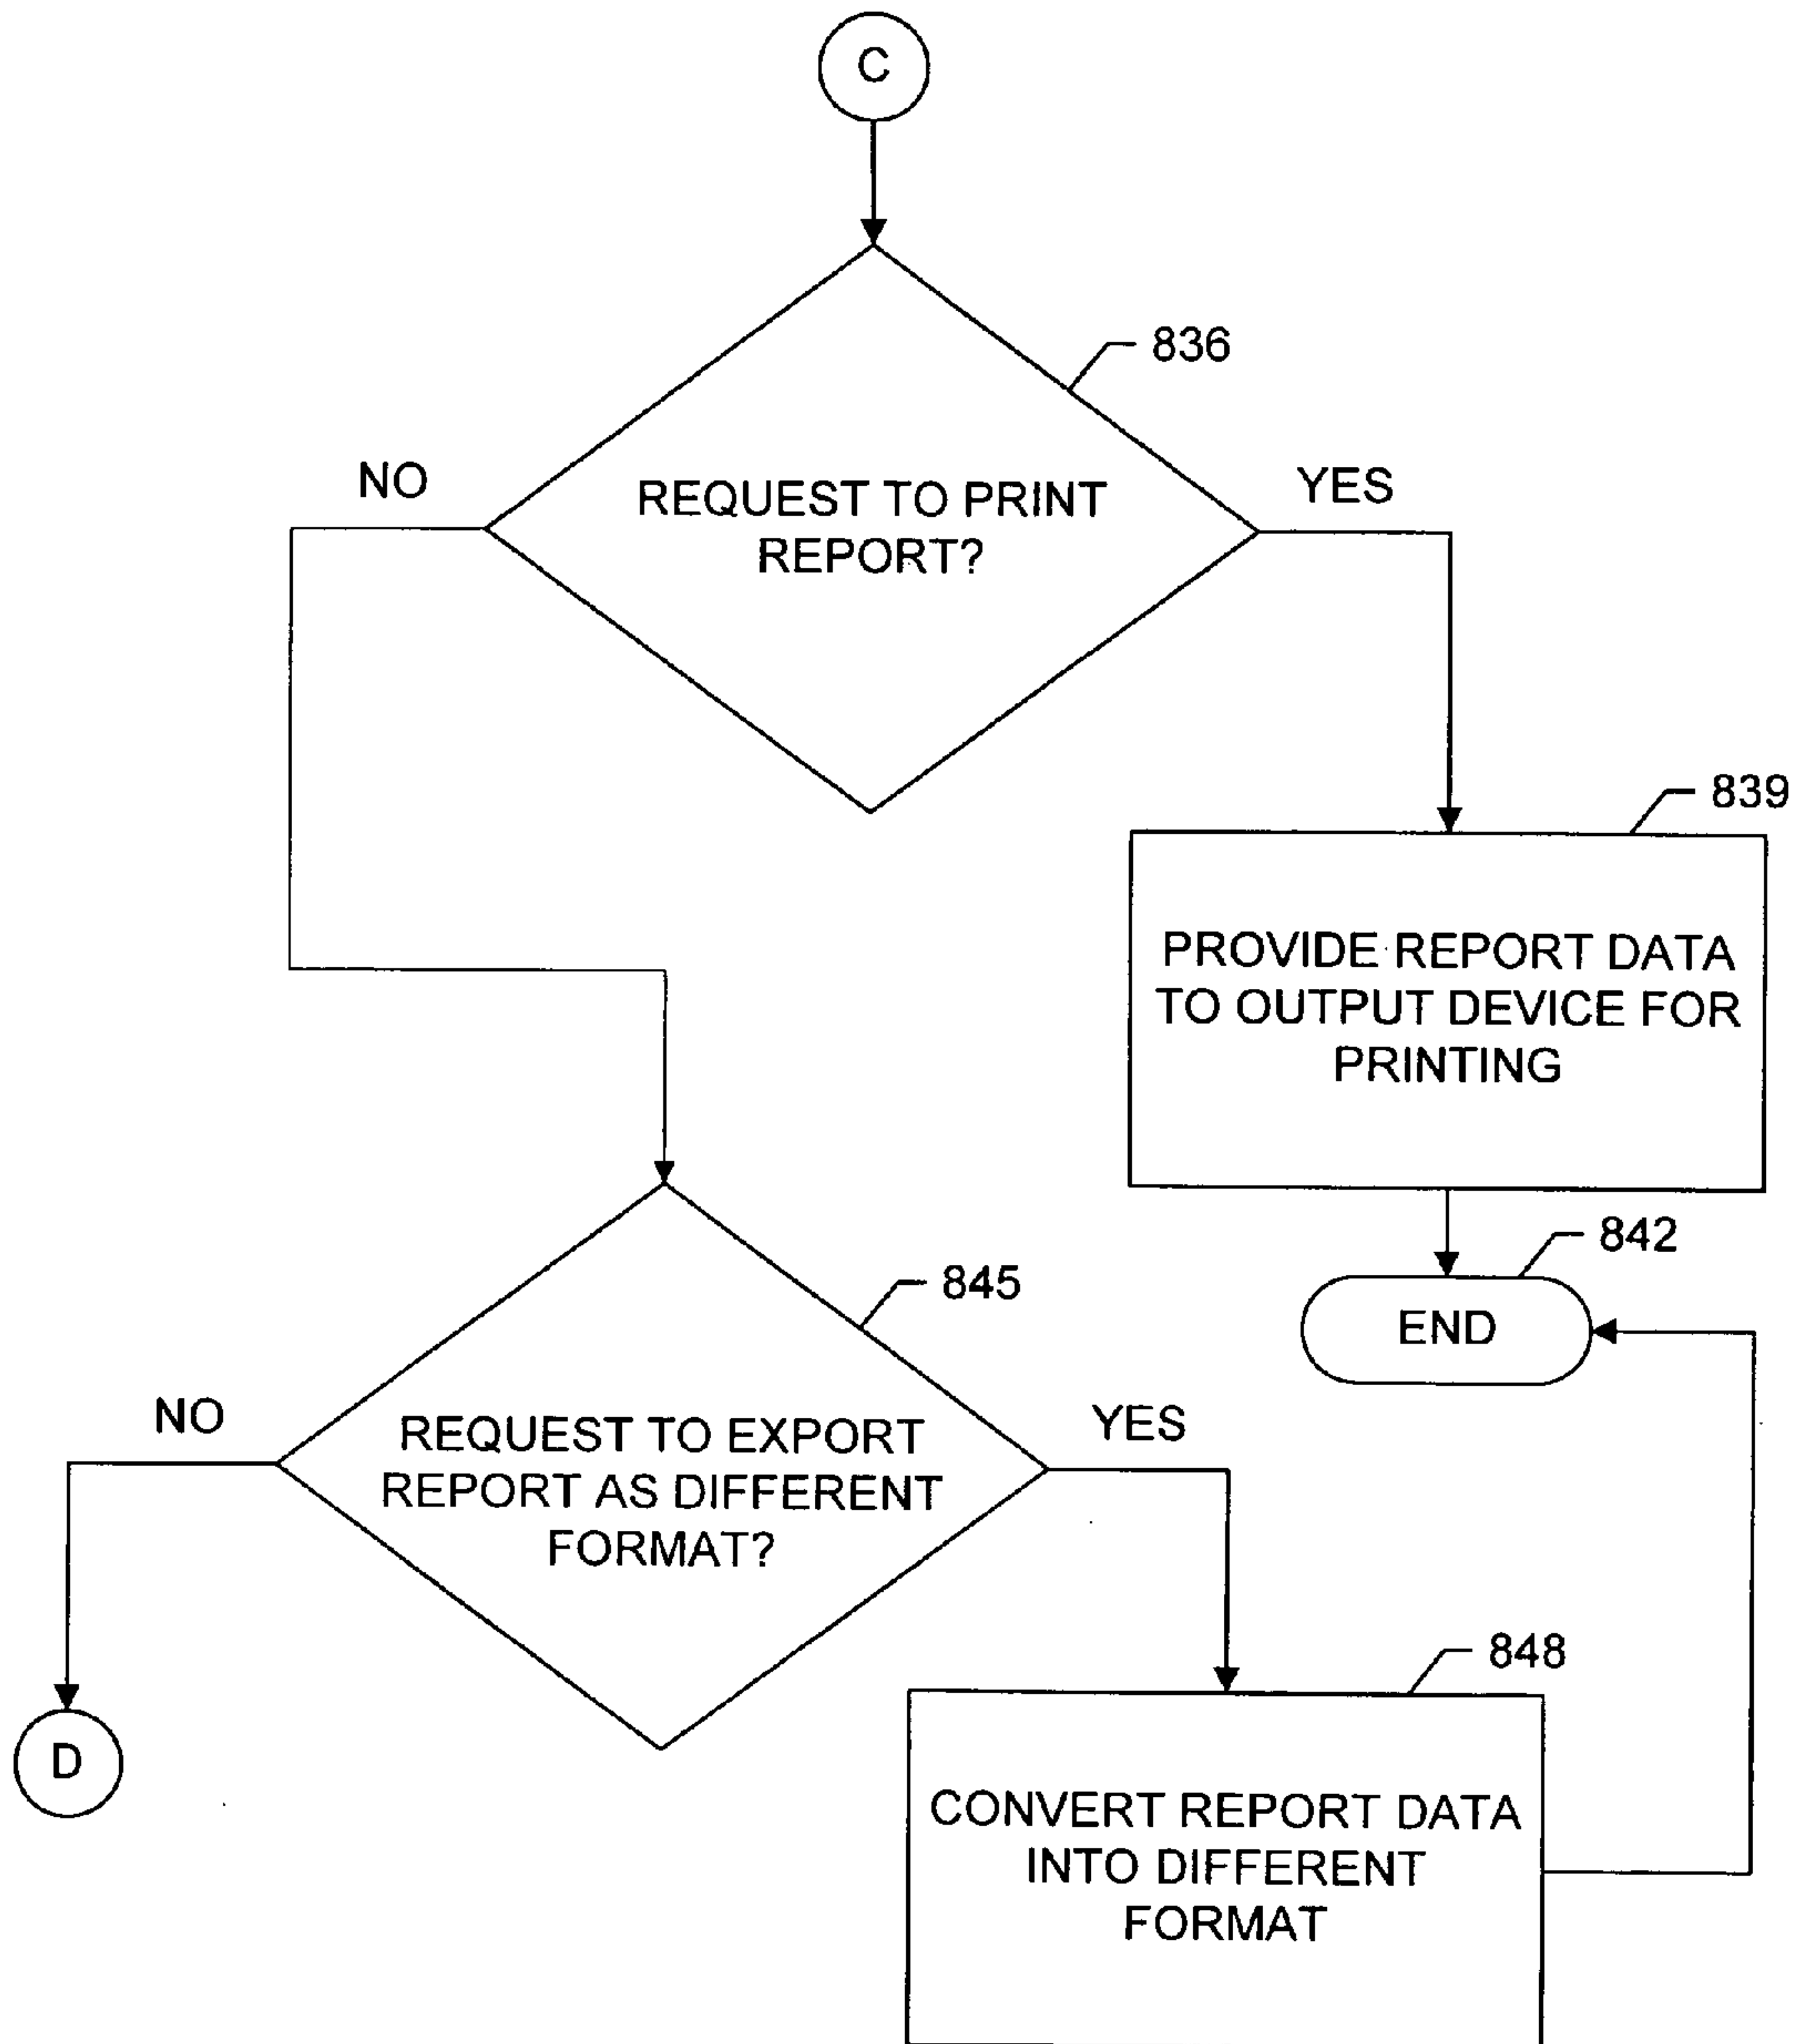 C
836
NO
YES
REQUEST TO PRINT
REPORT?
839
PROVIDE REPORT DATA
TO OUTPUT DEVICE FOR
PRINTING
842
END
845
NO
YES
REQUEST TO EXPORT
REPORT AS DIFFERENT
FORMAT?
848
D
CONVERT REPORT DATA
INTO DIFFERENT
FORMAT